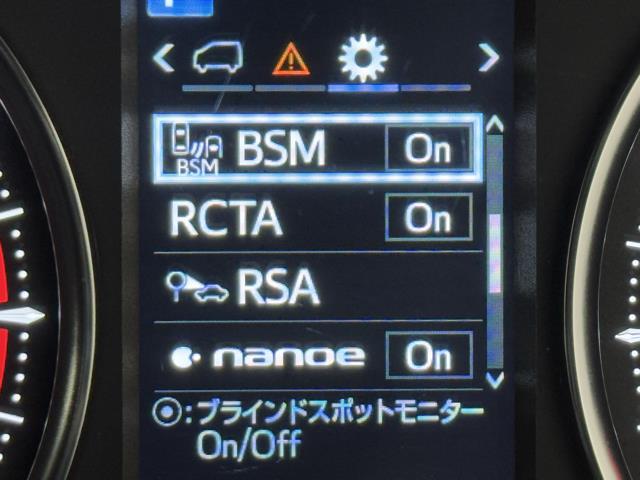 BSM BSM On
RCTA On
RSA
nanoe On
◉:ブラインドスポットモニター
On/Off